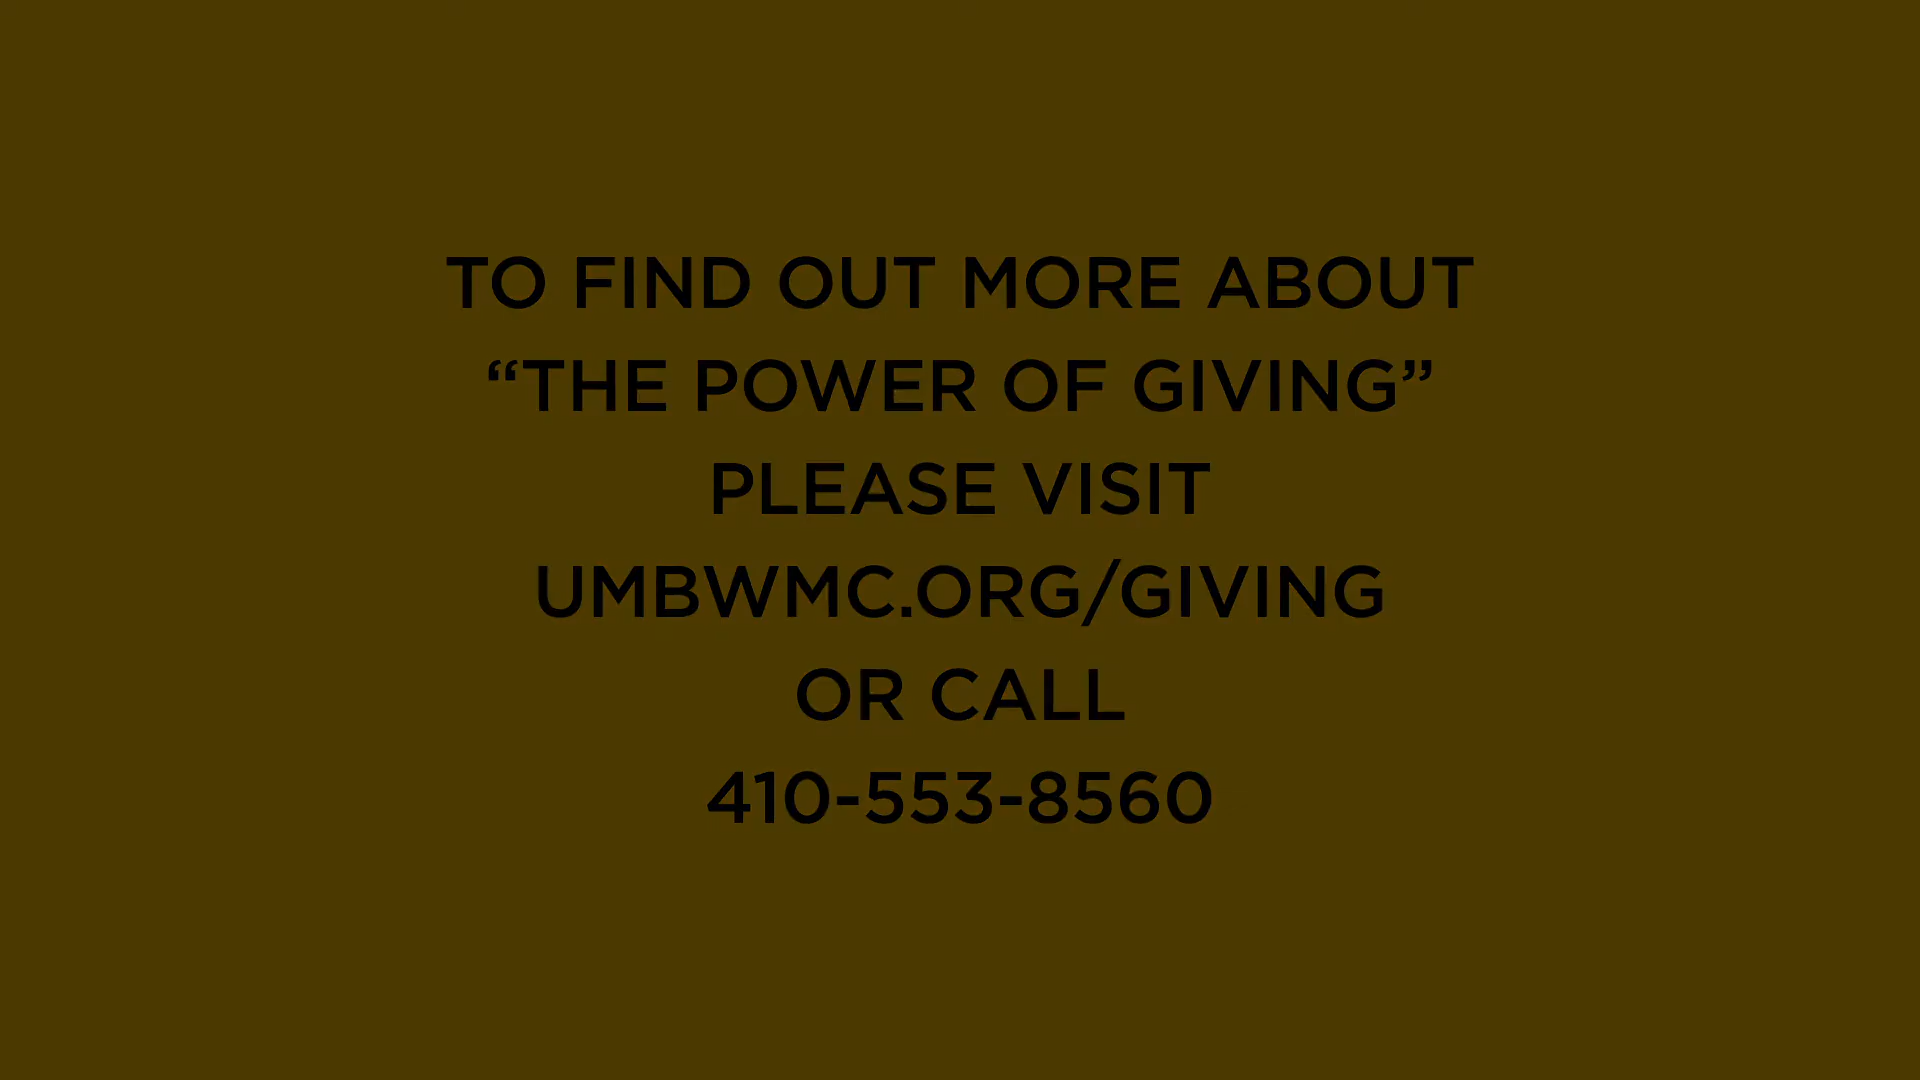 TO FIND OUT MORE ABOUT
“THE POWER OF GIVING”
PLEASE VISIT
UMBWMC.ORG/GIVING
OR CALL
410-553-8560